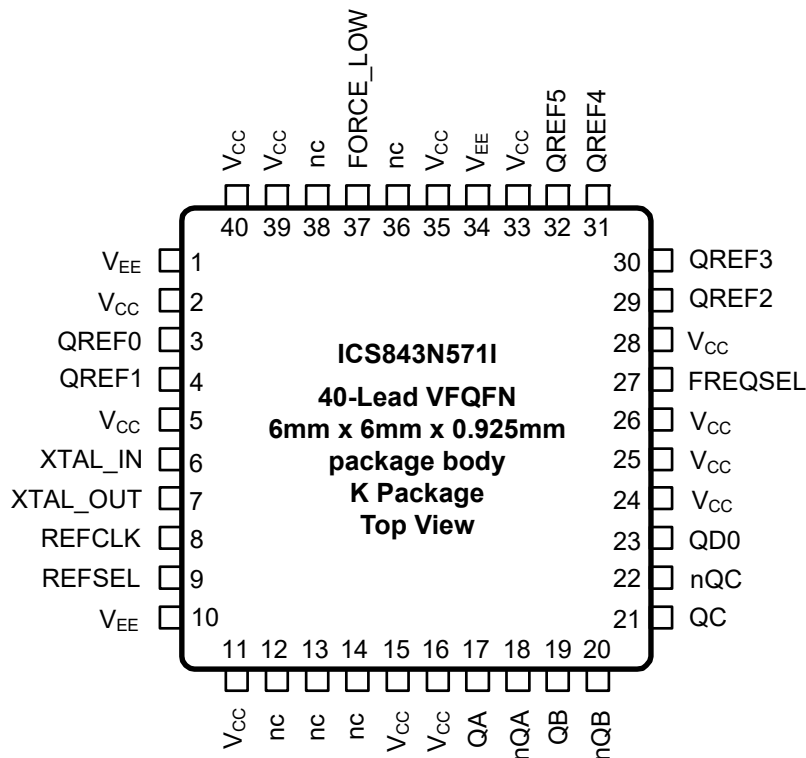 VCC VCC nc FORCE_LOW nc VCC VEE VCC QREF5 QREF4
40 39 38 37 36 35 34 33 32 31
VEE 1
VCC 2
QREF0 3
QREF1 4
VCC 5
XTAL_IN 6
XTAL_OUT 7
REFCLK 8
REFSEL 9
VEE 10
ICS843N571I
40-Lead VFQFN
6mm x 6mm x 0.925mm
package body
K Package
Top View
30 QREF3
29 QREF2
28 VCC
27 FREQSEL
26 VCC
25 VCC
24 VCC
23 QD0
22 nQC
21 QC
11 12 13 14 15 16 17 18 19 20
VCC nc nc nc VCC VCC QA nQA QB nQB